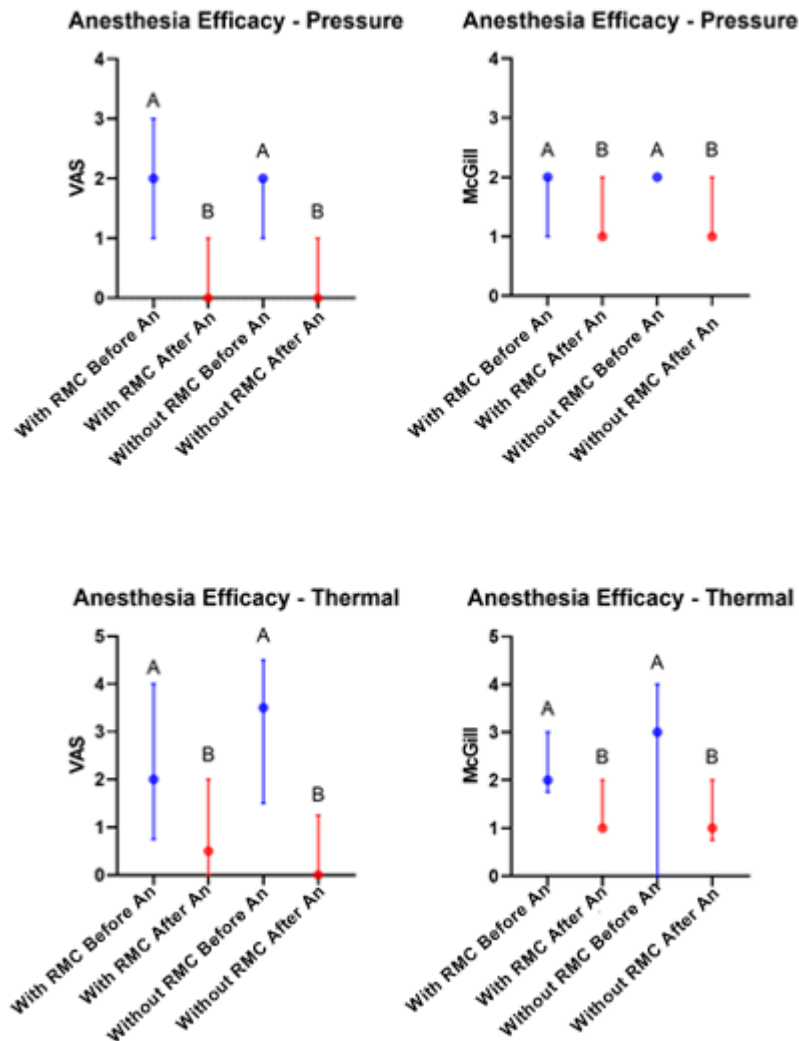 Anesthesia Efficacy - Pressure
VAS
4
3
2
1
0
A
B
A
B
With RMC Before An
With RMC After An
Without RMC Before An
Without RMC After An
Anesthesia Efficacy - Pressure
McGill
4
3
2
1
0
A
B
A
B
With RMC Before An
With RMC After An
Without RMC Before An
Without RMC After An
Anesthesia Efficacy - Thermal
VAS
5
4
3
2
1
0
A
B
A
B
With RMC Before An
With RMC After An
Without RMC Before An
Without RMC After An
Anesthesia Efficacy - Thermal
McGill
5
4
3
2
1
0
A
B
A
B
With RMC Before An
With RMC After An
Without RMC Before An
Without RMC After An